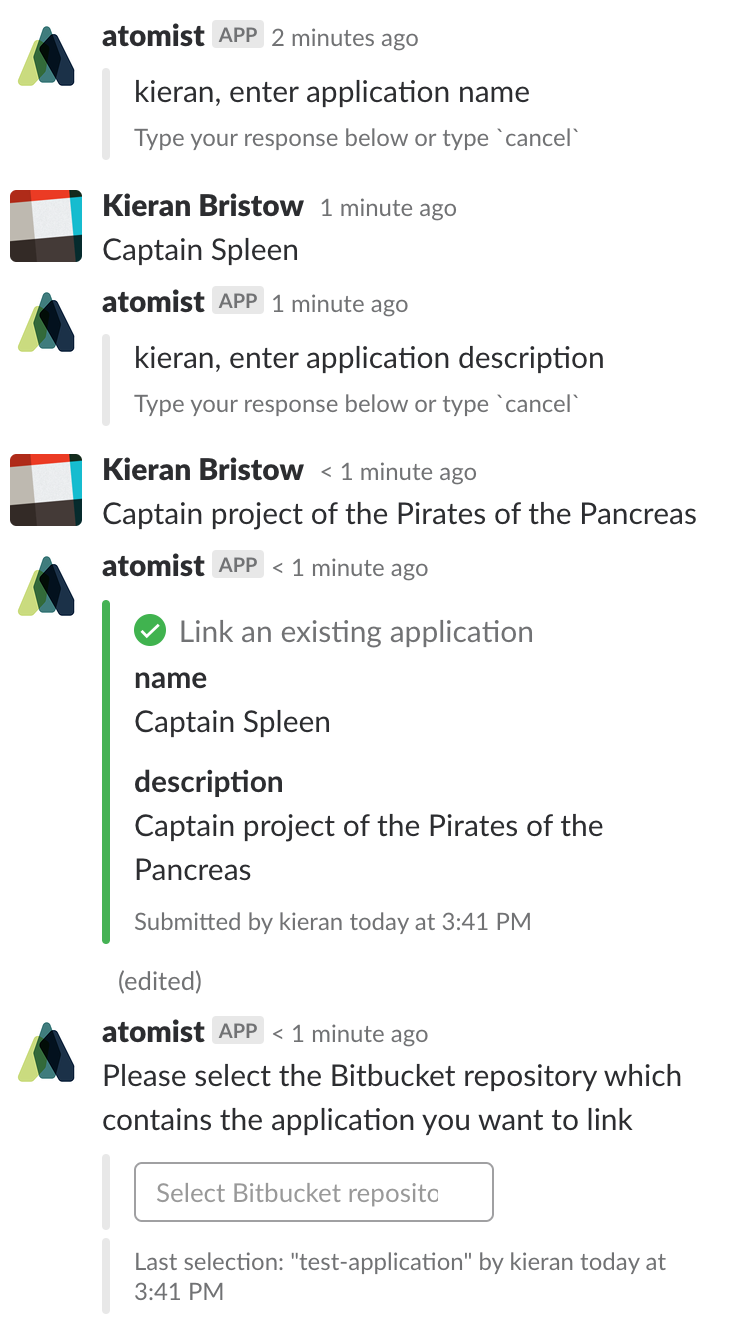 atomist APP 2 minutes ago
kieran, enter application name
Type your response below or type `cancel`
Kieran Bristow 1 minute ago
Captain Spleen
atomist APP 1 minute ago
kieran, enter application description
Type your response below or type `cancel`
Kieran Bristow < 1 minute ago
Captain project of the Pirates of the Pancreas
atomist APP < 1 minute ago
Link an existing application
name
Captain Spleen
description
Captain project of the Pirates of the
Pancreas
Submitted by kieran today at 3:41 PM
(edited)
atomist APP < 1 minute ago
Please select the Bitbucket repository which
contains the application you want to link
Select Bitbucket reposito
Last selection: "test-application" by kieran today at
3:41 PM